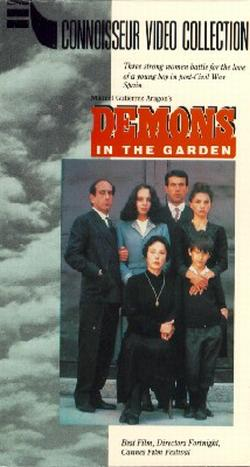 CONNOISSEUR VIDEO COLLECTION
Three strong women battle for the love
of a young boy in post-Civil War
Spain
Manuel Gutierrez Aragon's
DEMONS
IN THE GARDEN
Best Film, Directors Fortnight,
Cannes Film Festival